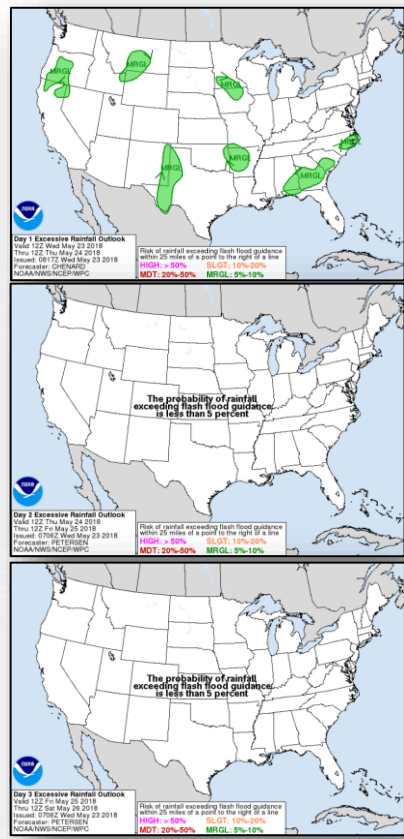 MRGL
MRGL
MRGL
MRGL
MRGL
MRGL
MRGL
noaa
Day 1 Excessive Rainfall Outlook
Valid 12Z Wed May 23 2018
Thru 12Z Thu May 24 2018
Issued: 0817Z Wed May 23 2018
Forecaster: CHENARD
NOAA/NWS/NCEP/WPC
Risk of rainfall exceeding flash flood guidance
within 25 miles of a point to the right of a line
HIGH: > 50% SLGT: 10%-20%
MDT: 20%-50% MRGL: 5%-10%
The probability of rainfall
exceeding flash flood guidance
is less than 5 percent
noaa
Day 2 Excessive Rainfall Outlook
Valid 12Z Thu May 24 2018
Thru 12Z Fri May 25 2018
Issued: 0706Z Wed May 23 2018
Forecaster: PETERSEN
NOAA/NWS/NCEP/WPC
Risk of rainfall exceeding flash flood guidance
within 25 miles of a point to the right of a line
HIGH: > 50% SLGT: 10%-20%
MDT: 20%-50% MRGL: 5%-10%
The probability of rainfall
exceeding flash flood guidance
is less than 5 percent
noaa
Day 3 Excessive Rainfall Outlook
Valid 12Z Fri May 25 2018
Thru 12Z Sat May 26 2018
Issued: 0706Z Wed May 23 2018
Forecaster: PETERSEN
NOAA/NWS/NCEP/WPC
Risk of rainfall exceeding flash flood guidance
within 25 miles of a point to the right of a line
HIGH: > 50% SLGT: 10%-20%
MDT: 20%-50% MRGL: 5%-10%